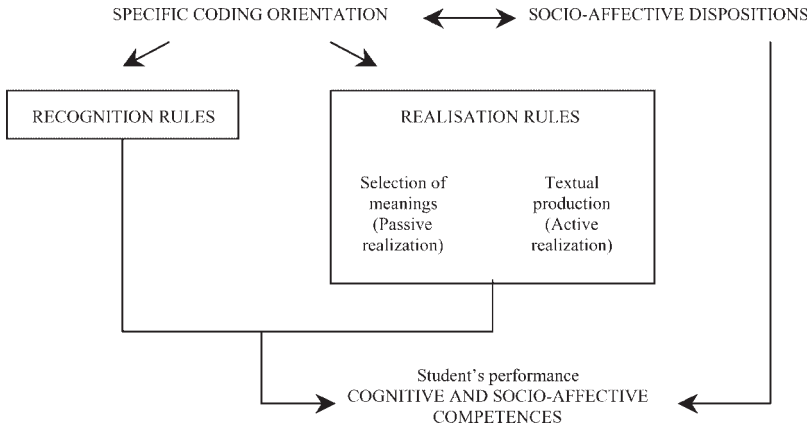 SPECIFIC CODING ORIENTATION
SOCIO-AFFECTIVE DISPOSITIONS
RECOGNITION RULES
REALISATION RULES
Selection of
meanings
(Passive
realization)
Textual
production
(Active
realization)
Student's performance
COGNITIVE AND SOCIO-AFFECTIVE
COMPETENCES